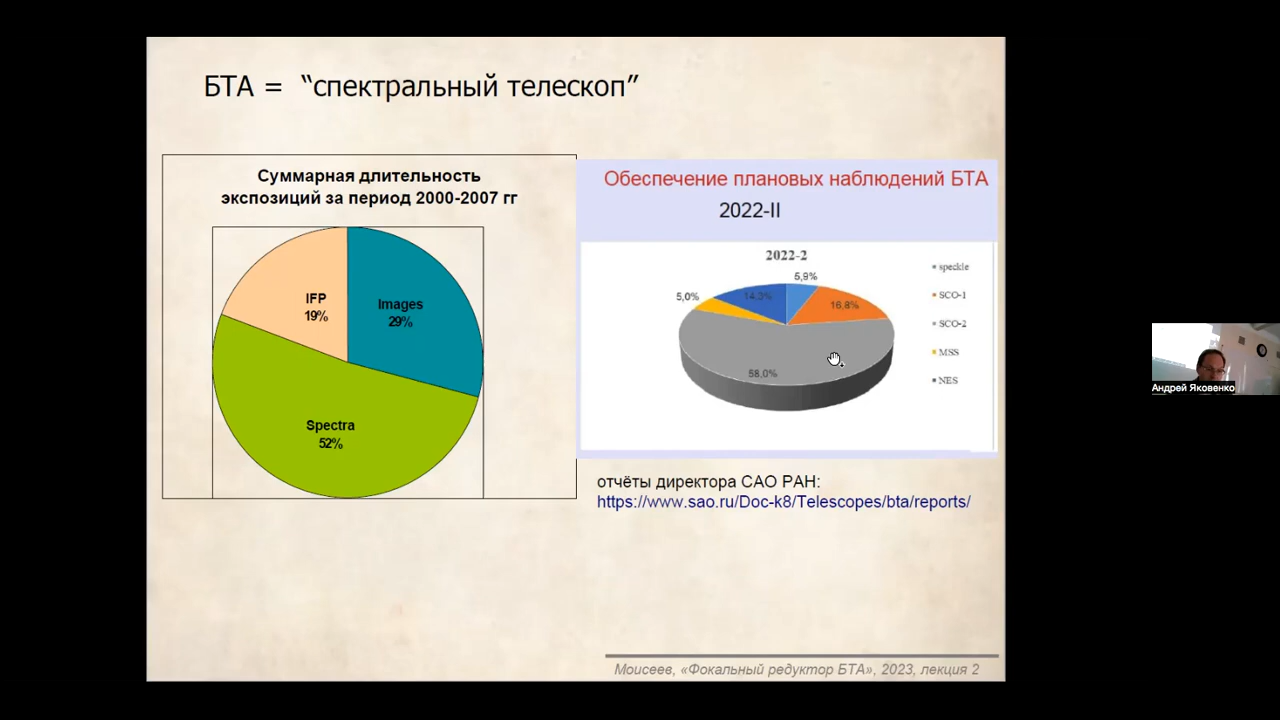 БТА = “спектральный телескоп”
Суммарная длительность
экспозиций за период 2000-2007 гг
IFP
19%
Images
29%
Spectra
52%
Обеспечение плановых наблюдений БТА
2022-II
2022-2
5,9%
16,8%
58,0%
5,0%
14,3%
speckle
SCO-1
SCO-2
MSS
NES
отчёты директора САО РАН:
https://www.sao.ru/Doc-k8/Telescopes/bta/reports/
Андрей Яковенко
Моисеев, «Фокальный редуктор БТА», 2023, лекция 2